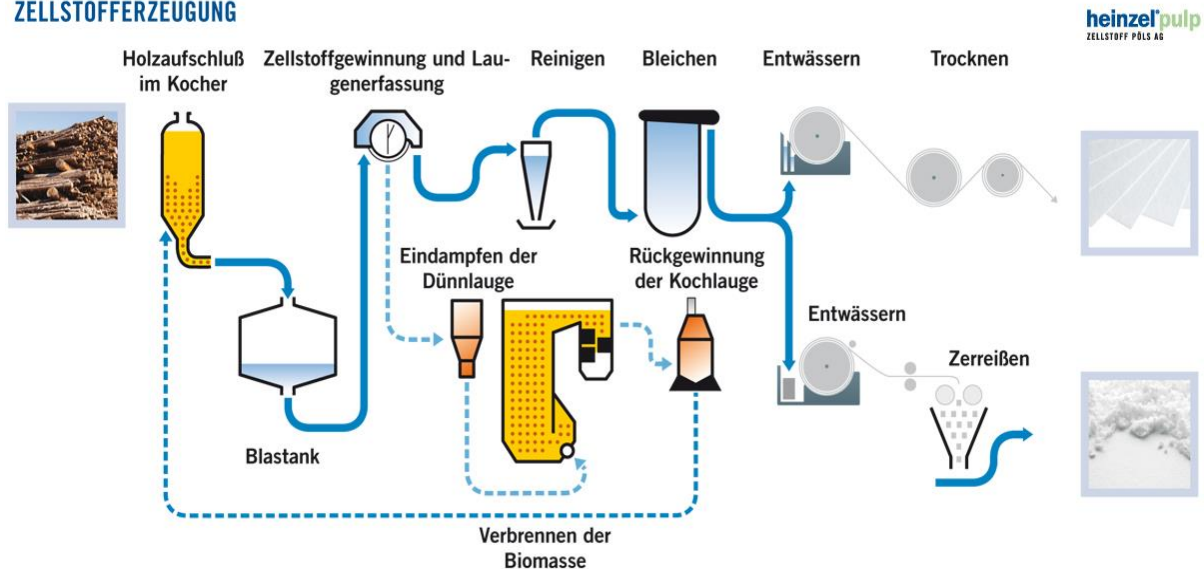 ZELLSTOFFERZEUGUNG
heinzel®pulp
ZELLSTOFF PÖLS AG
Holzaufschluß
im Kocher
Zellstoffgewinnung und Lau-
generfassung
Reinigen
Bleichen
Entwässern
Trocknen
Eindampfen der
Dünnlauge
Rückgewinnung
der Kochlauge
Entwässern
Zerreißen
Blastank
Verbrennen der
Biomasse